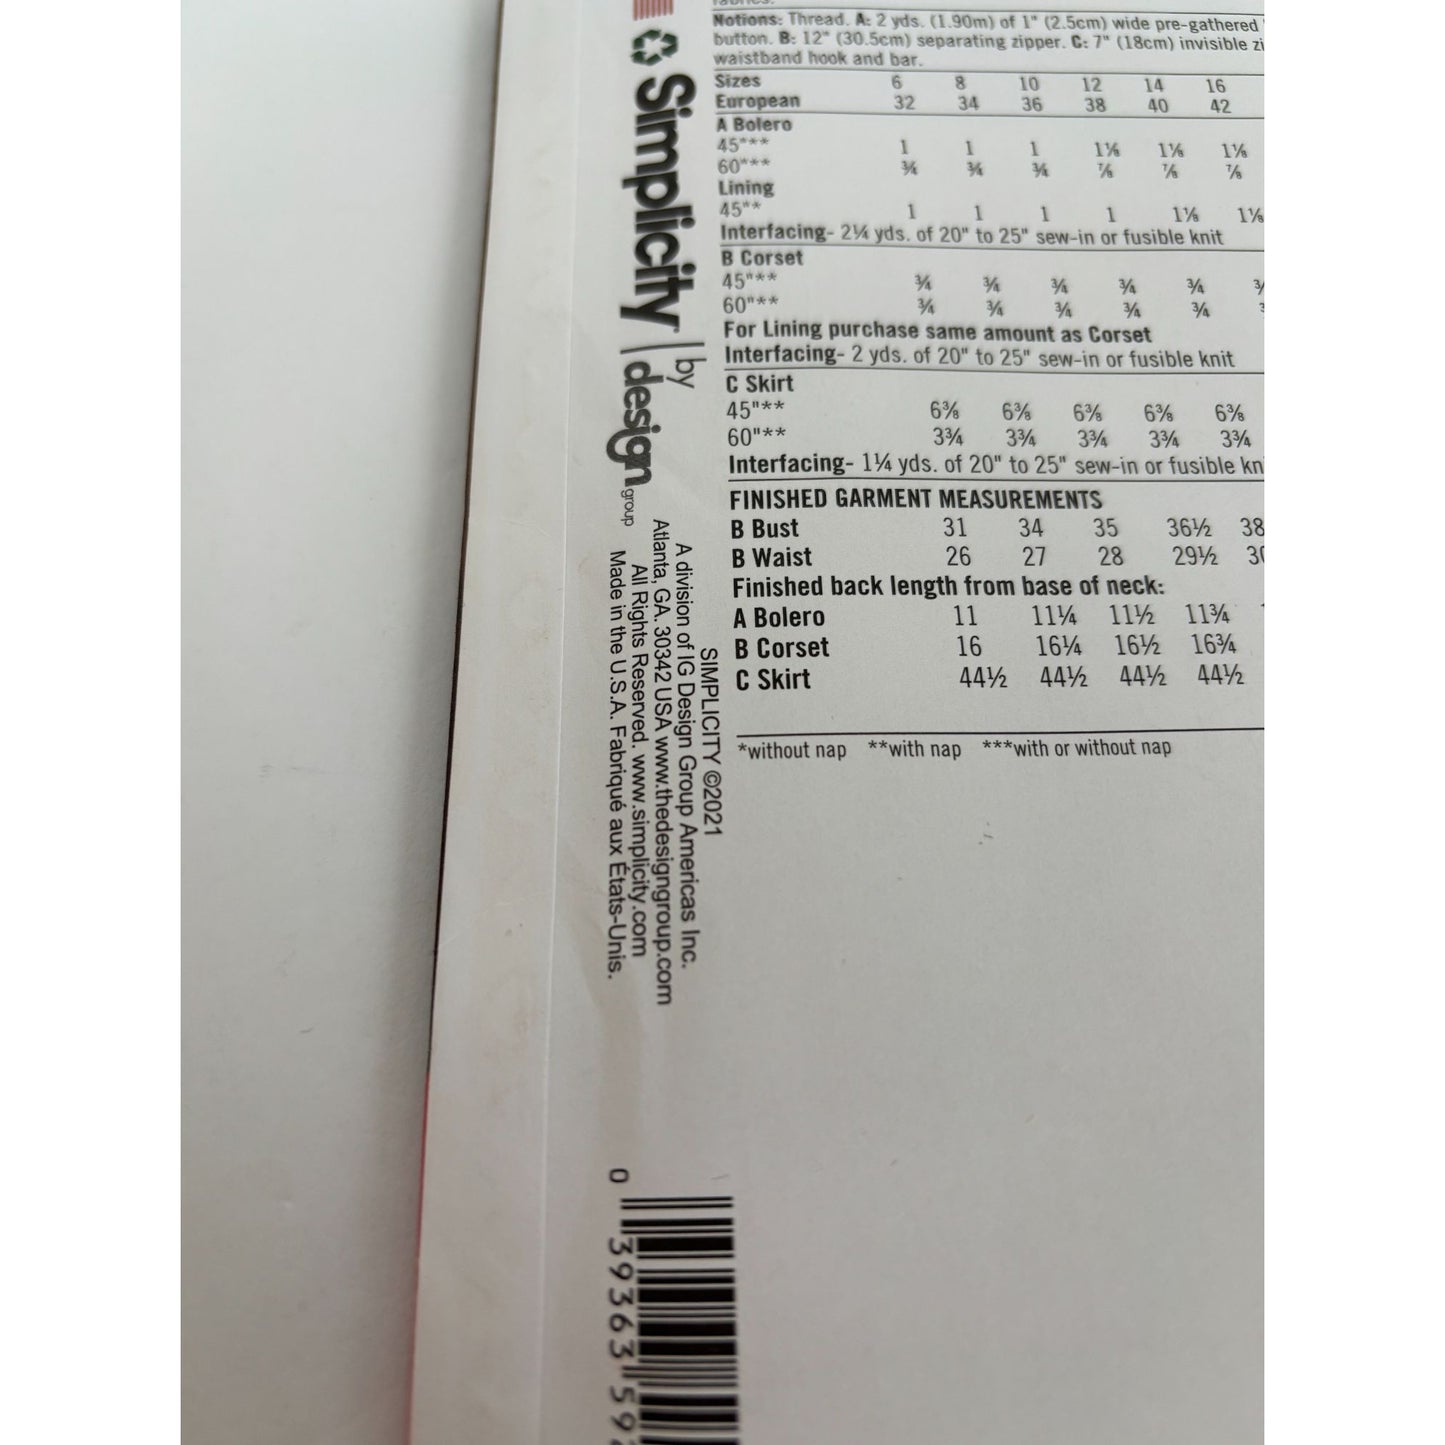 Notions: Thread. A: 2 yds. (1.90m) of 1" (2.5cm) wide pre-gathered
button. B: 12" (30.5cm) separating zipper. C: 7" (18cm) invisible zi
waistband hook and bar.
Sizes 6 8 10 12 14 16
European 32 34 36 38 40 42
A Bolero
45"*** 1 1 1 1⅛ 1⅛ 1⅛
60"*** ¾ ¾ ¾ ⅞ ⅞ ⅞
Lining
45"* 1 1 1 1 1⅛ 1⅛
Interfacing- 2¼ yds. of 20" to 25" sew-in or fusible knit
B Corset
45"** ¾ ¾ ¾ ¾ ¾
60"** ¾ ¾ ¾ ¾ ¾
For Lining purchase same amount as Corset
Interfacing- 2 yds. of 20" to 25" sew-in or fusible knit
C Skirt
45"** 6⅜ 6⅜ 6⅜ 6⅜ 6⅜
60"** 3¾ 3¾ 3¾ 3¾ 3¾
Interfacing- 1¼ yds. of 20" to 25" sew-in or fusible kn
FINISHED GARMENT MEASUREMENTS
B Bust 31 34 35 36½ 38
B Waist 26 27 28 29½ 30
Finished back length from base of neck:
A Bolero 11 11¼ 11½ 11¾
B Corset 16 16¼ 16½ 16¾
C Skirt 44½ 44½ 44½ 44½
*without nap **with nap ***with or without nap
Simplicity | by
design
group
SIMPLICITY ©2021
A division of IG Design Group Americas Inc.
Atlanta, GA. 30342 USA www.thedesigngroup.com
All Rights Reserved. www.simplicity.com
Made in the U.S.A. Fabriqué aux États-Unis.
0 39363 59